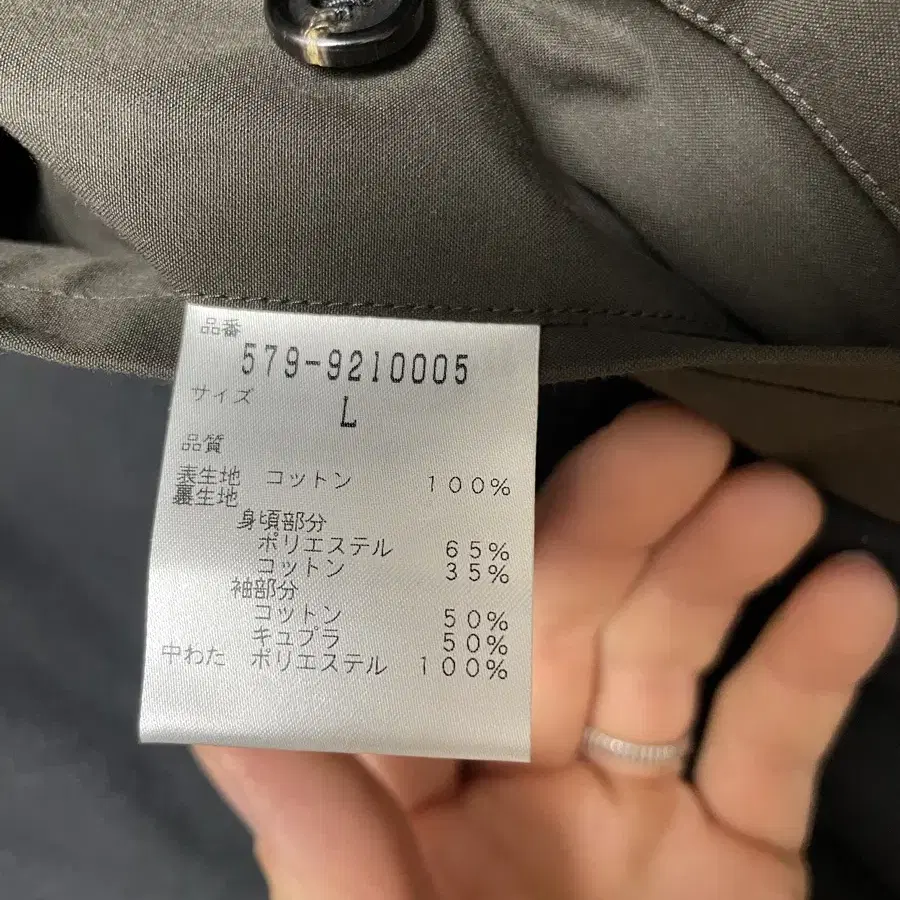 品番
579-9210005
サイズ
L
品質
表生地 コットン 100%
裏生地
身頃部分
ポリエステル 65%
コットン 35%
袖部分
コットン 50%
キュプラ 50%
中わた ポリエステル 100%